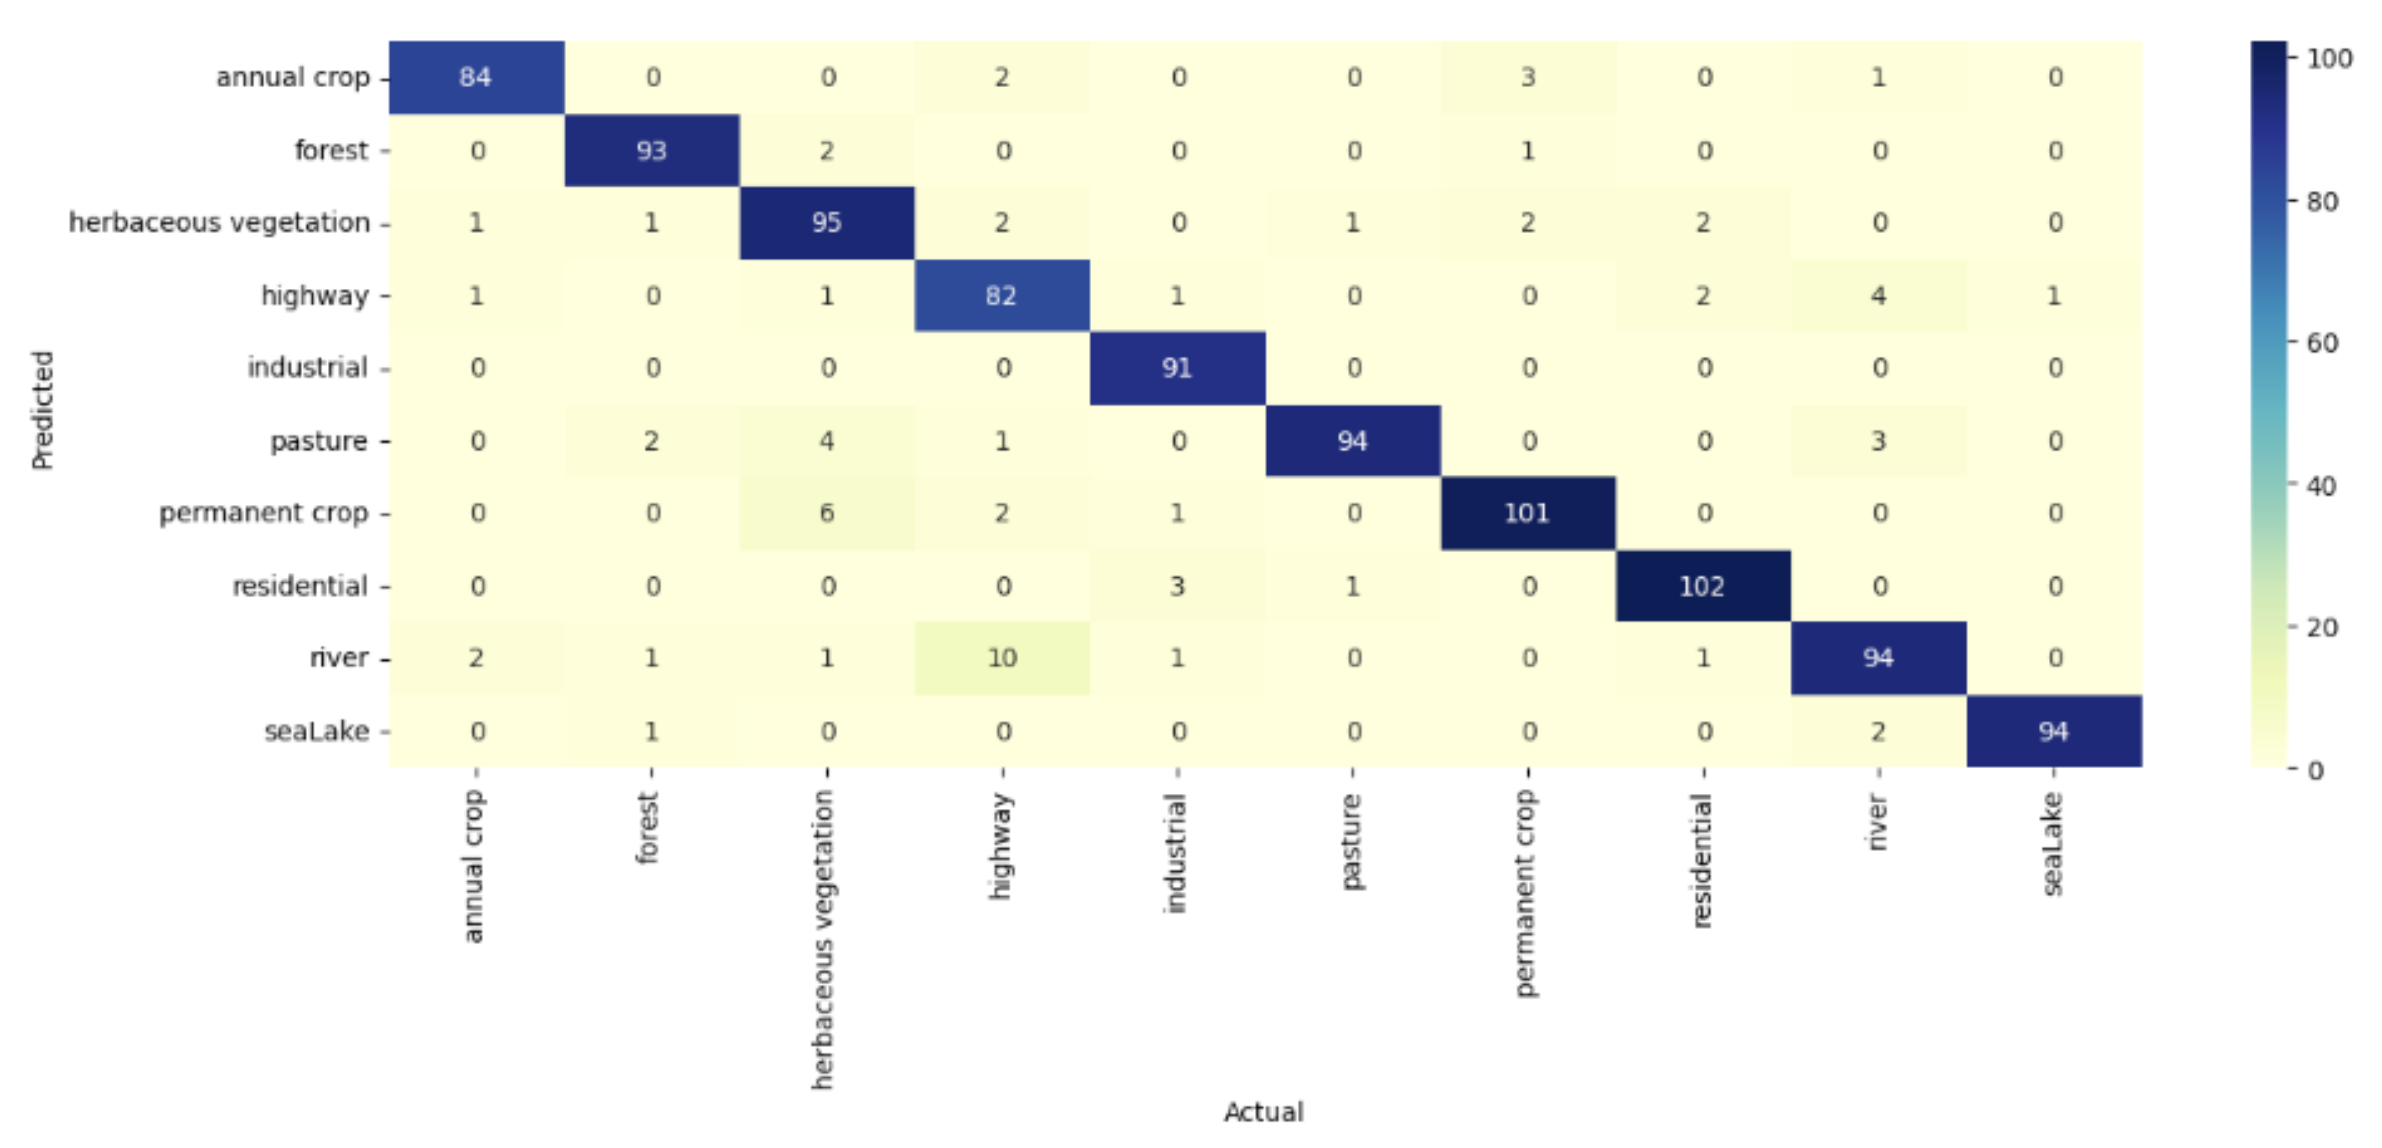 annual crop 84 0 0 2 0 0 3 0 1 0
forest 0 93 2 0 0 0 1 0 0 0
herbaceous vegetation 1 1 95 2 0 1 2 2 0 0
highway 1 0 1 82 1 0 0 2 4 1
industrial 0 0 0 0 91 0 0 0 0 0
pasture 0 2 4 1 0 94 0 0 3 0
permanent crop 0 0 6 2 1 0 101 0 0 0
residential 0 0 0 0 3 1 0 102 0 0
river 2 1 1 10 1 0 0 1 94 0
seaLake 0 1 0 0 0 0 0 0 2 94
Predicted
annual crop
forest
herbaceous vegetation
highway
industrial
pasture
permanent crop
residential
river
seaLake
Actual
100
80
60
40
20
0